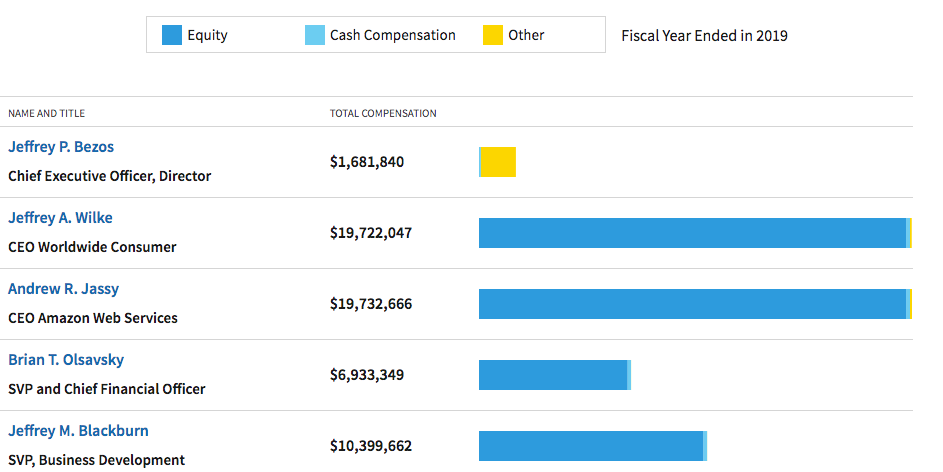 Equity Cash Compensation Other Fiscal Year Ended in 2019
NAME AND TITLE TOTAL COMPENSATION
Jeffrey P. Bezos
$1,681,840
Chief Executive Officer, Director
Jeffrey A. Wilke
$19,722,047
CEO Worldwide Consumer
Andrew R. Jassy
$19,732,666
CEO Amazon Web Services
Brian T. Olsavsky
$6,933,349
SVP and Chief Financial Officer
Jeffrey M. Blackburn
$10,399,662
SVP, Business Development